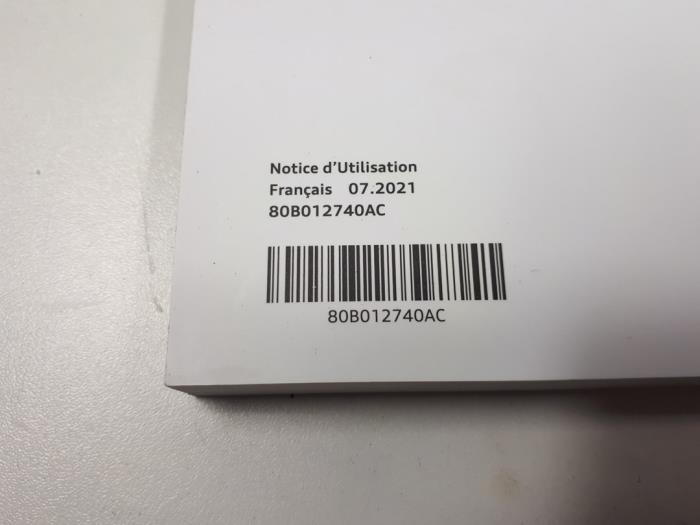 Notice d'Utilisation
Français 07.2021
80B012740AC
80B012740AC